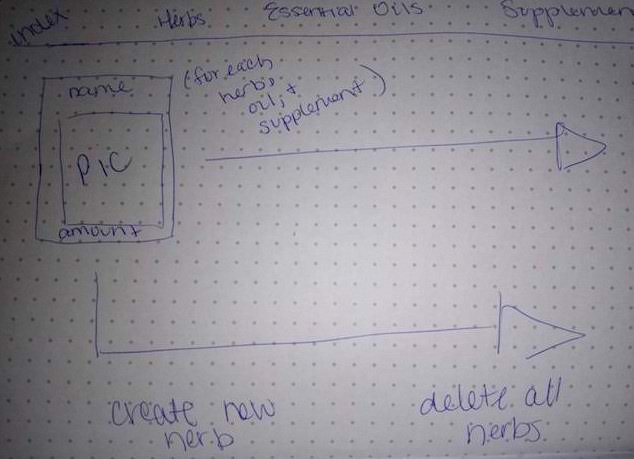 index Herbs Essential Oils Supplemen
name
(for each
herb,
oil, +
supplement)
PIC
amount
create new
herb
delete all
herbs